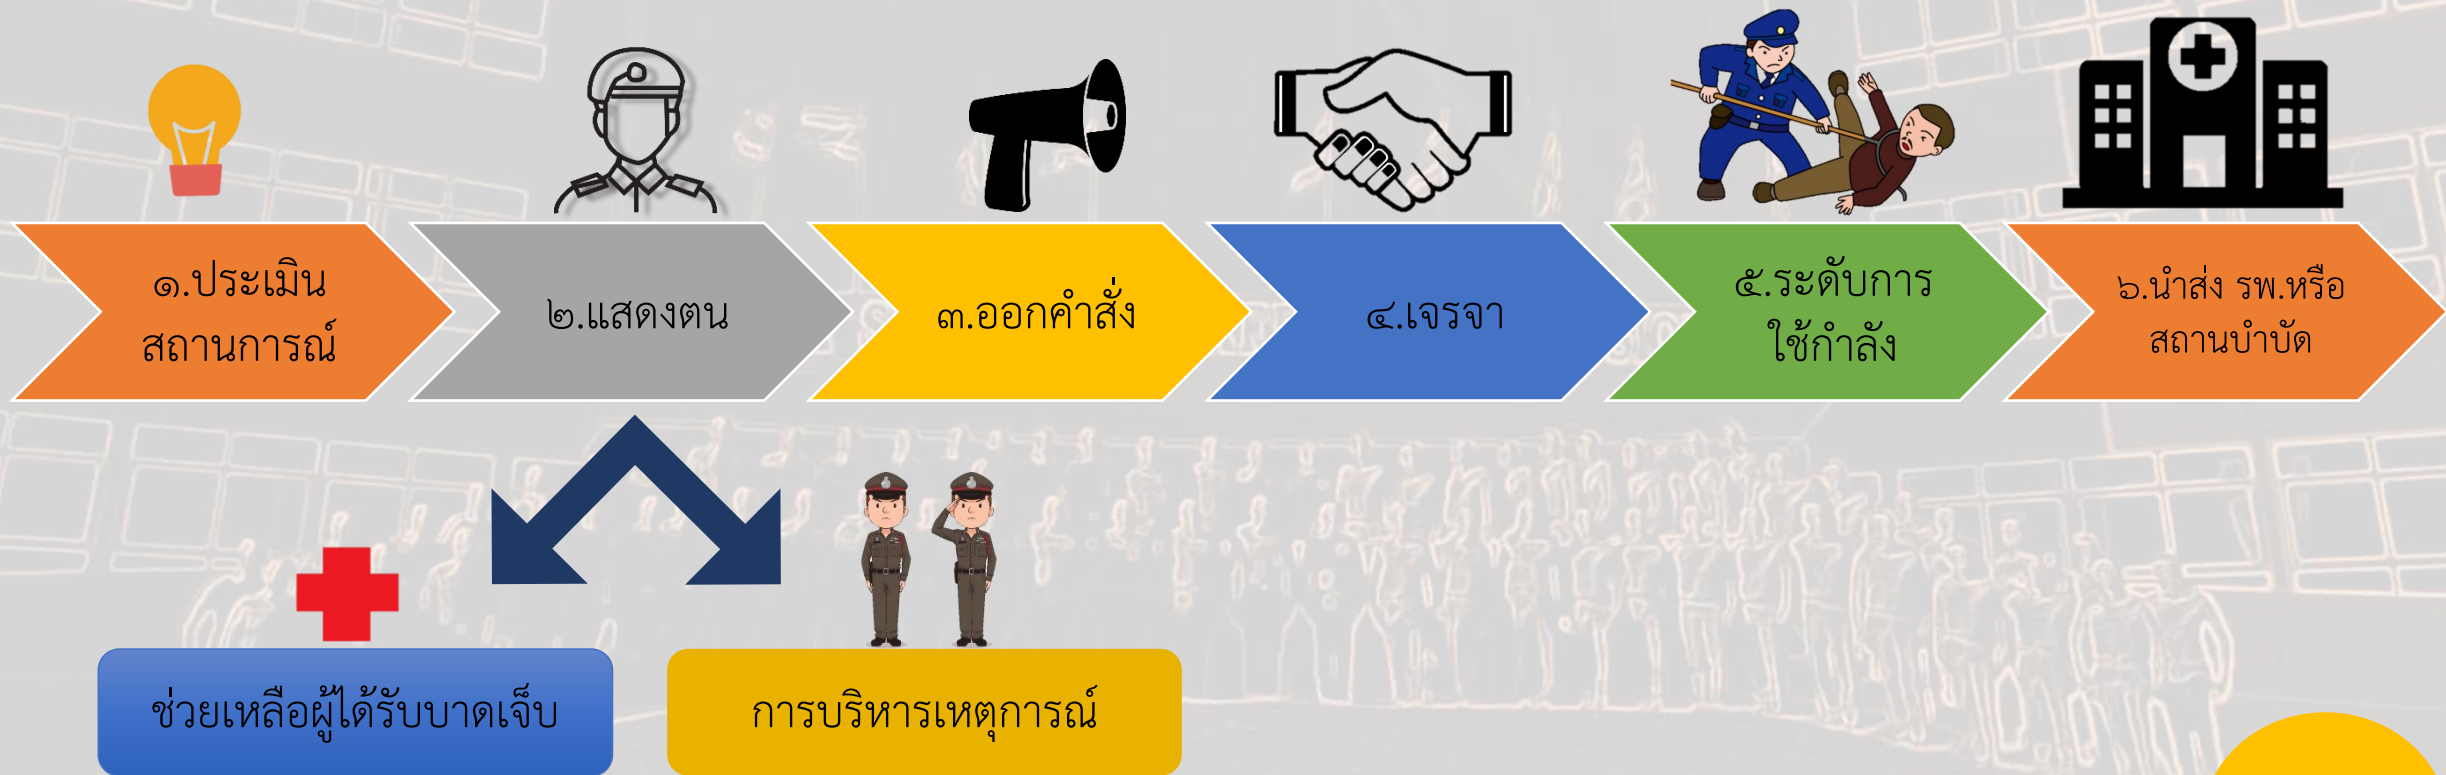 ๑.ประเมิน
สถานการณ์
๒.แสดงตน
๓.ออกคำสั่ง
๔.เจรจา
๕.ระดับการ
ใช้กำลัง
๖.นำส่ง รพ.หรือ
สถานบำบัด
ช่วยเหลือผู้ได้รับบาดเจ็บ
การบริหารเหตุการณ์